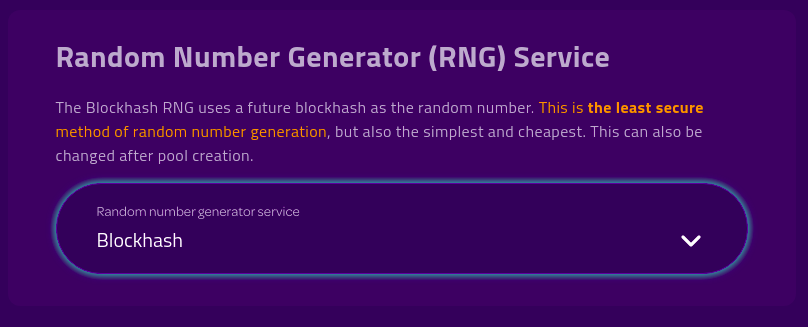 Random Number Generator (RNG) Service
The Blockhash RNG uses a future blockhash as the random number. This is the least secure
method of random number generation, but also the simplest and cheapest. This can also be
changed after pool creation.
Random number generator service
Blockhash